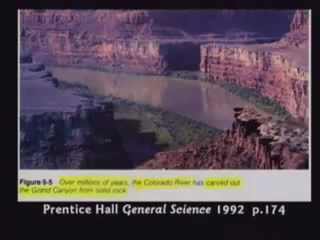 Figure 5-5 Over millions of years, the Colorado River has carved out
the Grand Canyon from solid rock.
Prentice Hall General Science 1992 p.174